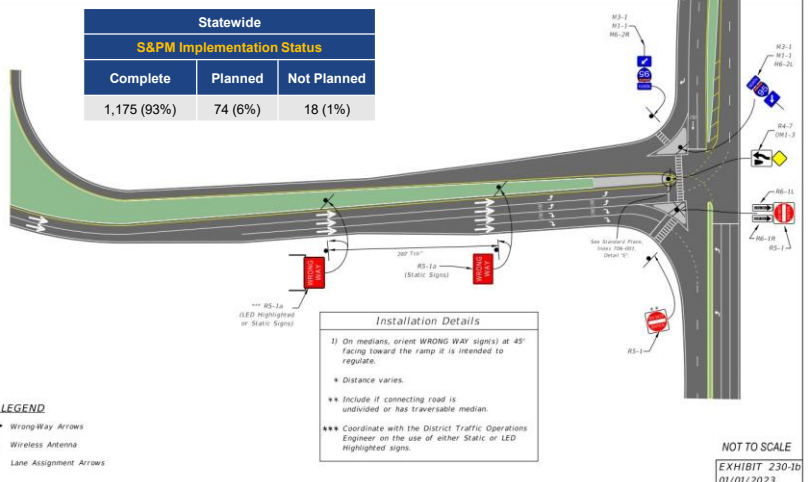 Statewide
S&PM Implementation Status
Complete Planned Not Planned
1,175 (93%) 74 (6%) 18 (1%)
M3-1
M1-1
M6-2R
95
M3-1
M1-1
M6-2L
95
R4-7
OM1-3
R6-1L
R6-1R
R5-1
See Standard Plans,
Index 706-001,
Detail "E".
200' Typ*
WRONG
WAY
R5-1a
(Static Signs)
WRONG
WAY
*** R5-1a
(LED Highlighted
or Static Signs)
**
R5-1
Installation Details
1) On medians, orient WRONG WAY sign(s) at 45°
facing toward the ramp it is intended to
regulate.
* Distance varies.
** Include if connecting road is
undivided or has traversable median.
*** Coordinate with the District Traffic Operations
Engineer on the use of either Static or LED
Highlighted signs.
LEGEND
Wrong-Way Arrows
Wireless Antenna
Lane Assignment Arrows
NOT TO SCALE
EXHIBIT 230-1b
01/01/2023